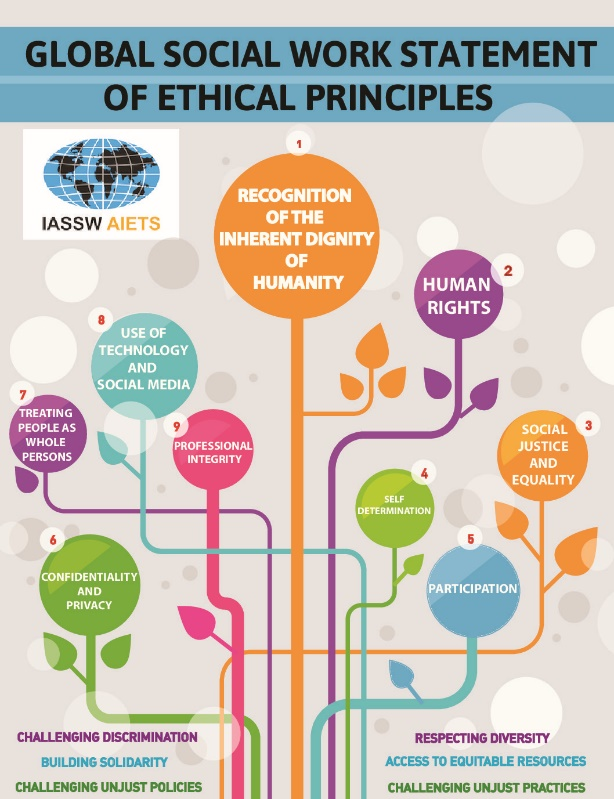 GLOBAL SOCIAL WORK STATEMENT
OF ETHICAL PRINCIPLES
IASSW AIETS
1
RECOGNITION
OF THE
INHERENT DIGNITY
OF
HUMANITY
2
HUMAN
RIGHTS
8
USE OF
TECHNOLOGY
AND
SOCIAL MEDIA
7
TREATING
PEOPLE AS
WHOLE
PERSONS
9
PROFESSIONAL
INTEGRITY
3
SOCIAL
JUSTICE
AND
EQUALITY
4
SELF
DETERMINATION
5
PARTICIPATION
6
CONFIDENTIALITY
AND
PRIVACY
CHALLENGING DISCRIMINATION
BUILDING SOLIDARITY
CHALLENGING UNJUST POLICIES
RESPECTING DIVERSITY
ACCESS TO EQUITABLE RESOURCES
CHALLENGING UNJUST PRACTICES